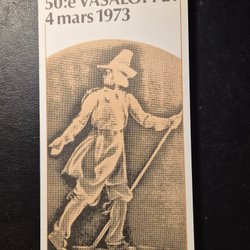 50:e VASALOPPET
4 mars 1973